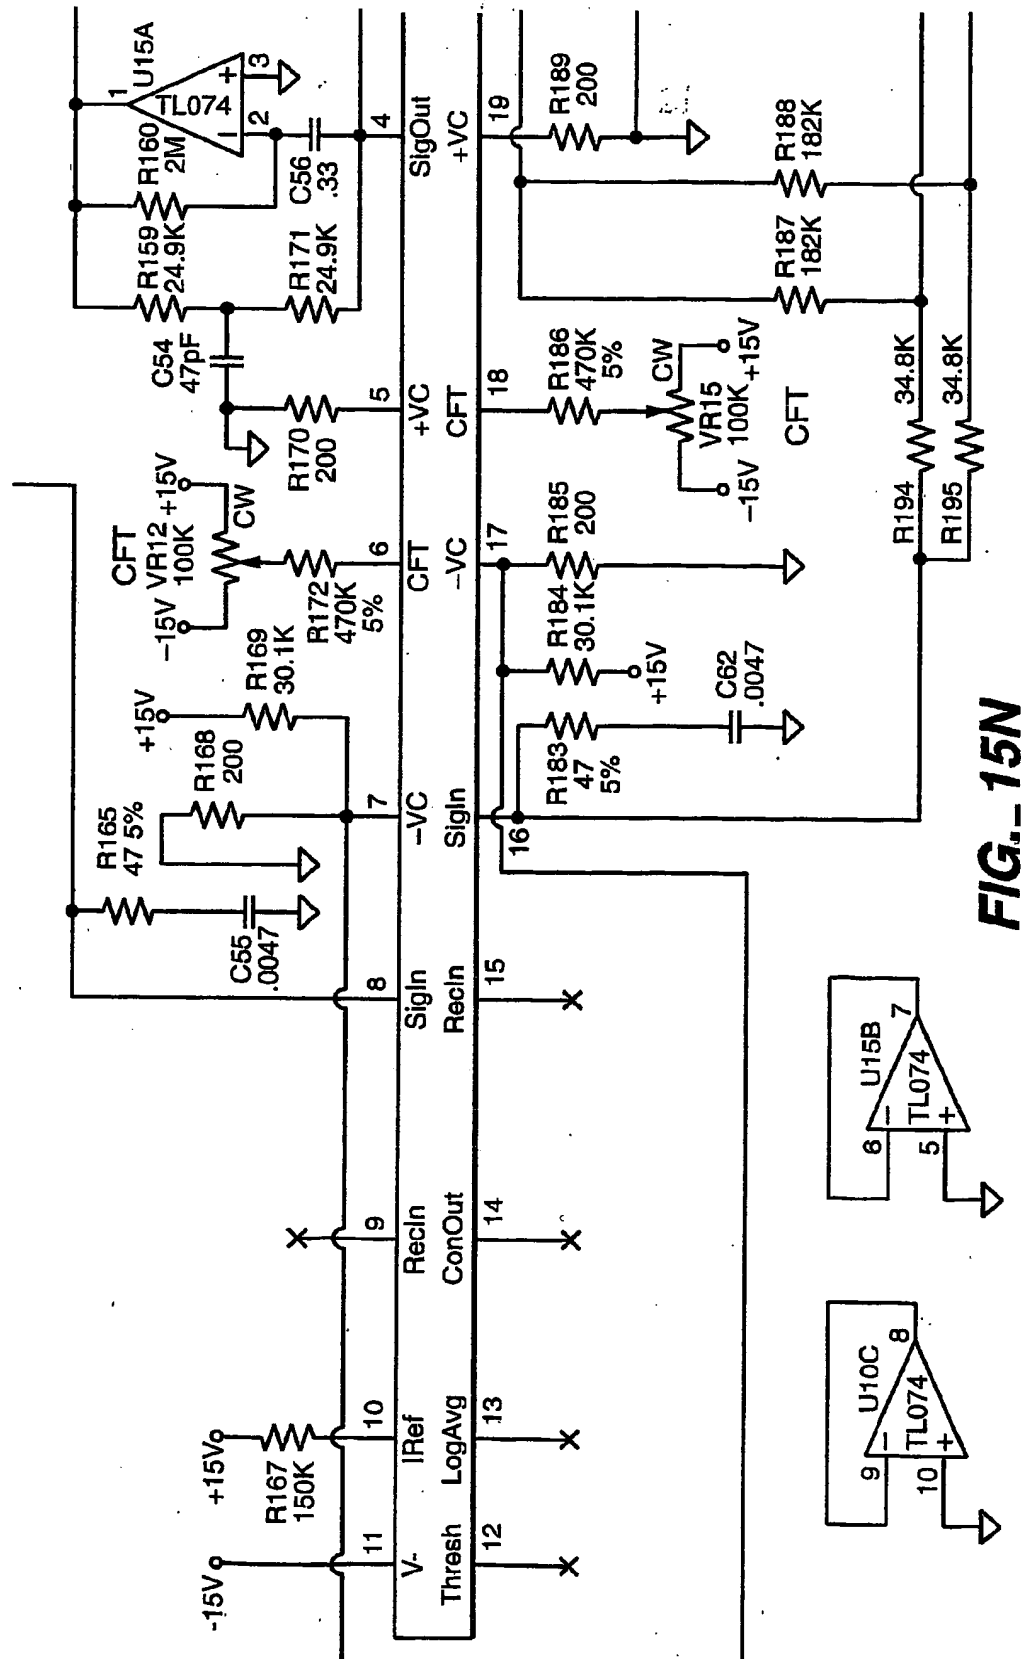 -15V
+15V
R167
150K
11
10
9
8
V-
IRef
RecIn
SigIn
Thresh
LogAvg
ConOut
RecIn
12
13
14
15
R165
47 5%
C55
.0047
+15V
R168
200
R169
30.1K
7
-VC
CFT
-15V
+15V
VR12
100K
CW
R172
470K
5%
6
CFT
C54
47pF
R170
200
5
+VC
R159
24.9K
R160
2M
R171
24.9K
C56
.33
1
U15A
TL074
2
3
–
+
4
SigOut
SigIn
16
R183
47
5%
C62
.0047
-VC
17
R184
30.1K
+15V
R185
200
CFT
18
R186
470K
5%
CW
VR15
100K
-15V
+15V
CFT
+VC
19
R189
200
R187
182K
R188
182K
R194
34.8K
R195
34.8K
U10C
TL074
9
10
8
–
+
U15B
TL074
6
5
7
–
+
FIG._15N